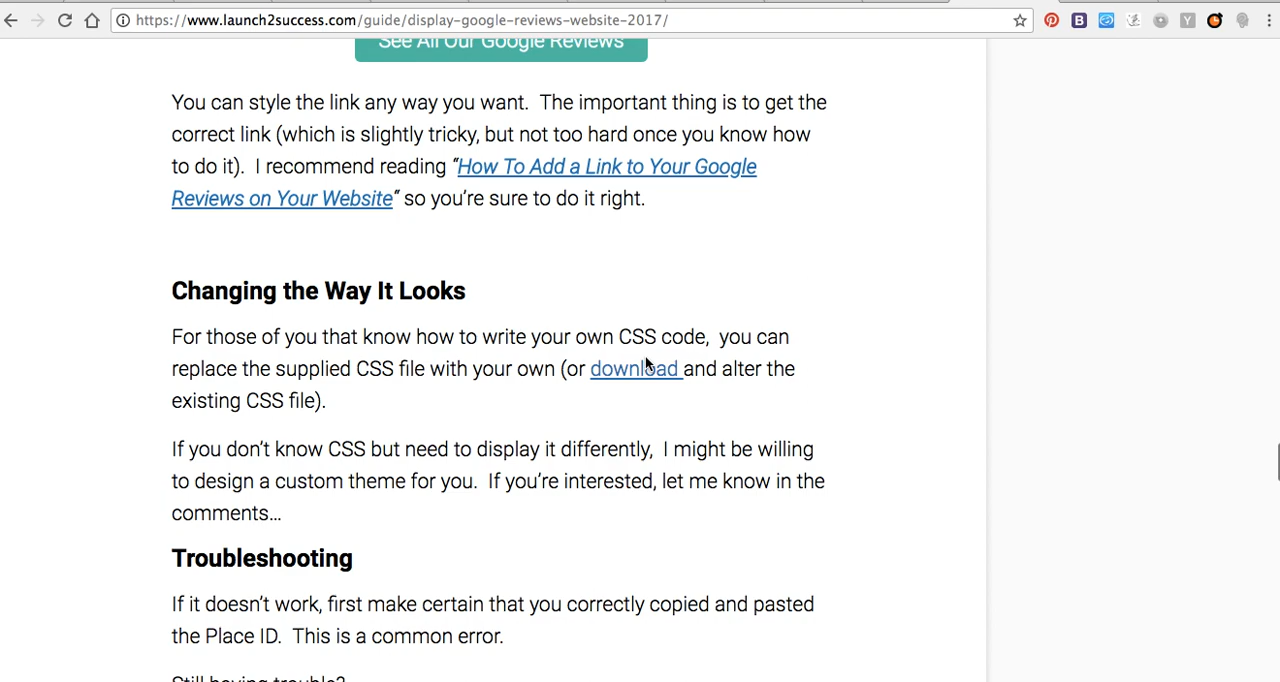 https://www.launch2success.com/guide/display-google-reviews-website-2017/
See All Our Google Reviews
You can style the link any way you want.  The important thing is to get the
correct link (which is slightly tricky, but not too hard once you know how
to do it).  I recommend reading “How To Add a Link to Your Google
Reviews on Your Website“ so you’re sure to do it right.
Changing the Way It Looks
For those of you that know how to write your own CSS code,  you can
replace the supplied CSS file with your own (or download and alter the
existing CSS file).
If you don’t know CSS but need to display it differently,  I might be willing
to design a custom theme for you.  If you’re interested, let me know in the
comments…
Troubleshooting
If it doesn’t work, first make certain that you correctly copied and pasted
the Place ID.  This is a common error.
Still having trouble?